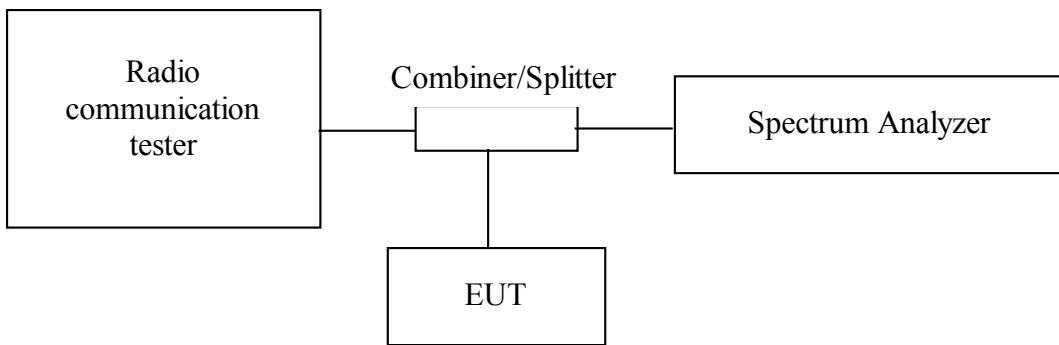 Radio
communication
tester
Combiner/Splitter
Spectrum Analyzer
EUT